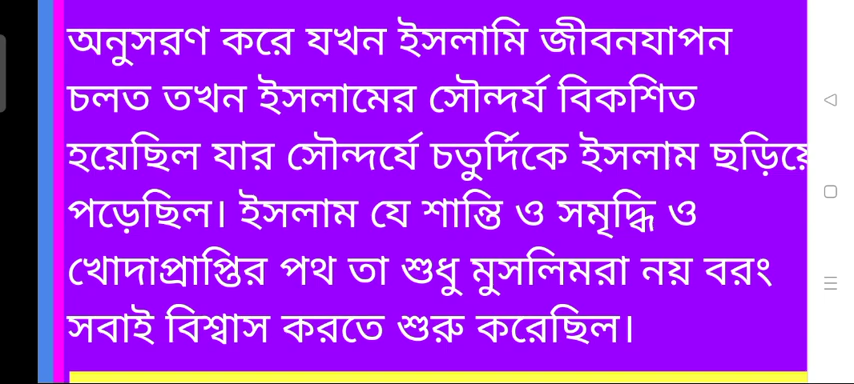 অনুসরণ করে যখন ইসলামি জীবনযাপন
চলত তখন ইসলামের সৌন্দর্য বিকশিত
হয়েছিল যার সৌন্দর্যে চতুর্দিকে ইসলাম ছড়িয়ে
পড়েছিল। ইসলাম যে শান্তি ও সমৃদ্ধি ও
খোদাপ্রাপ্তির পথ তা শুধু মুসলিমরা নয় বরং
সবাই বিশ্বাস করতে শুরু করেছিল।